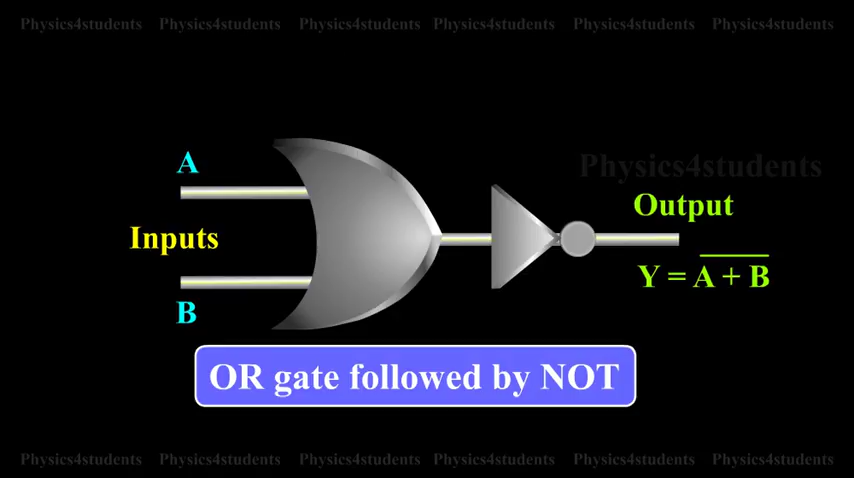 Physics4students Physics4students Physics4students Physics4students Physics4students Physics4students
Physics4students
A
Output
Inputs
Y = A̅ ̅+̅ ̅B̅
B
OR gate followed by NOT
Physics4students Physics4students Physics4students Physics4students Physics4students Physics4students